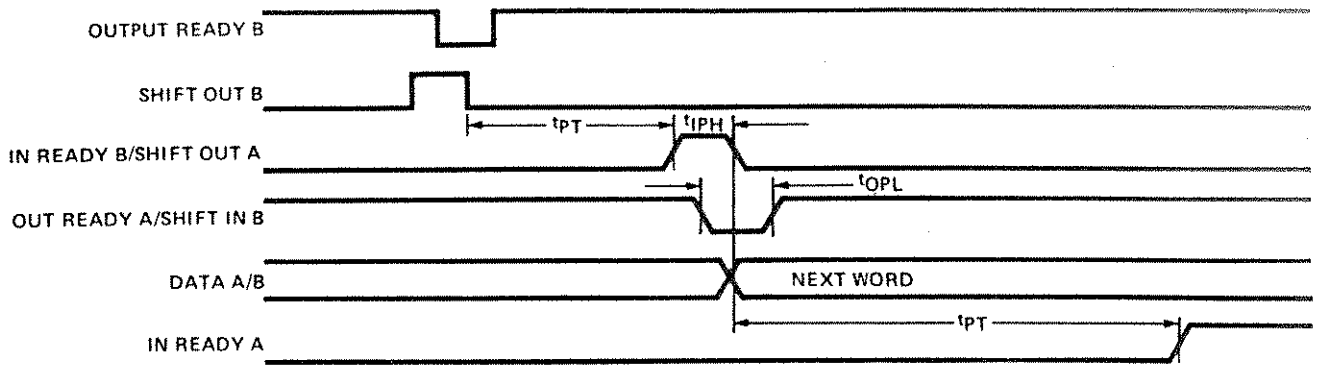 OUTPUT READY B
SHIFT OUT B
tPT
tIPH
IN READY B/SHIFT OUT A
tOPL
OUT READY A/SHIFT IN B
DATA A/B
NEXT WORD
tPT
IN READY A